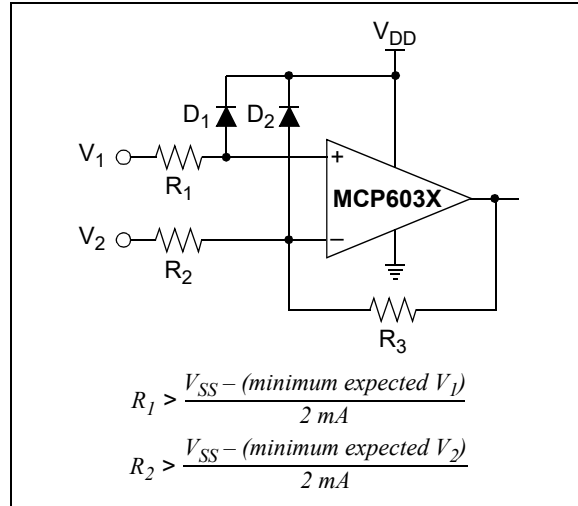 V_DD
D_1 D_2
V_1
R_1
+
MCP603X
V_2
R_2
−
R_3
R_1 > V_SS – (minimum expected V_1)
2 mA
R_2 > V_SS – (minimum expected V_2)
2 mA